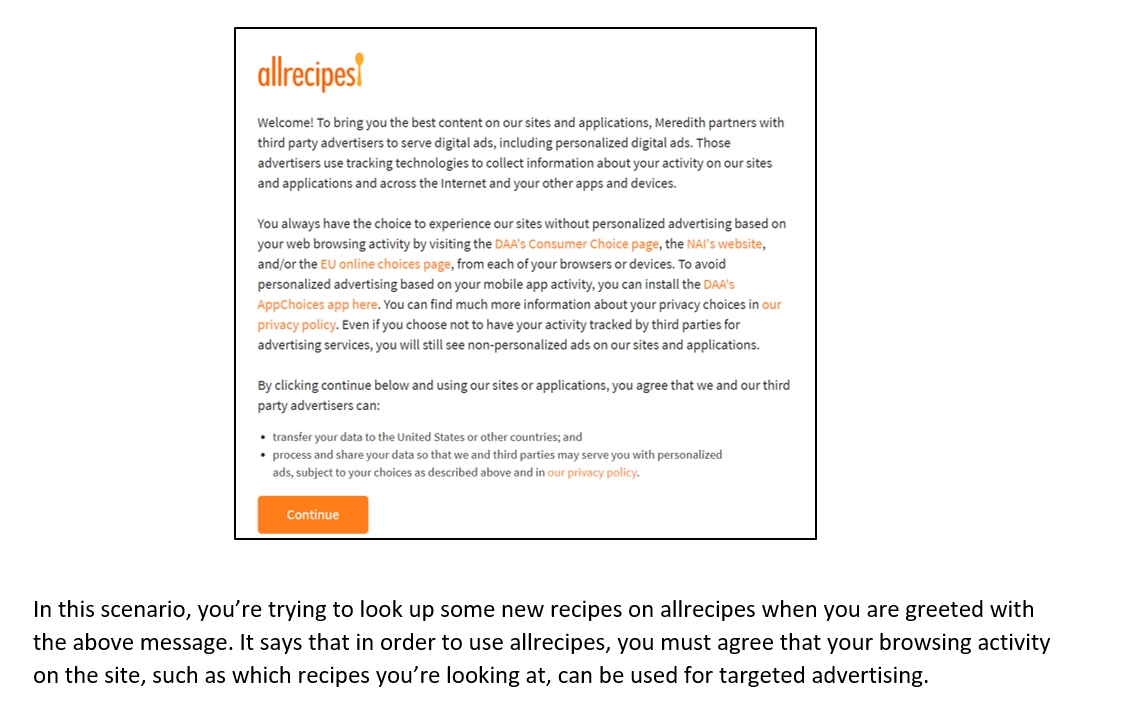 allrecipes
Welcome! To bring you the best content on our sites and applications, Meredith partners with
third party advertisers to serve digital ads, including personalized digital ads. Those
advertisers use tracking technologies to collect information about your activity on our sites
and applications and across the Internet and your other apps and devices.
You always have the choice to experience our sites without personalized advertising based on
your web browsing activity by visiting the DAA's Consumer Choice page, the NAI's website,
and/or the EU online choices page, from each of your browsers or devices. To avoid
personalized advertising based on your mobile app activity, you can install the DAA's
AppChoices app here. You can find much more information about your privacy choices in our
privacy policy. Even if you choose not to have your activity tracked by third parties for
advertising services, you will still see non-personalized ads on our sites and applications.
By clicking continue below and using our sites or applications, you agree that we and our third
party advertisers can:
• transfer your data to the United States or other countries; and
• process and share your data so that we and third parties may serve you with personalized
ads, subject to your choices as described above and in our privacy policy.
Continue
In this scenario, you’re trying to look up some new recipes on allrecipes when you are greeted with
the above message. It says that in order to use allrecipes, you must agree that your browsing activity
on the site, such as which recipes you’re looking at, can be used for targeted advertising.